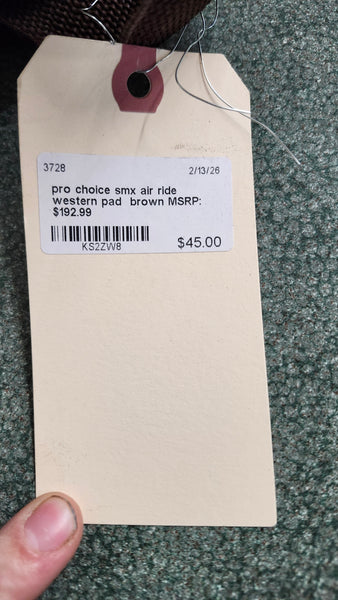 3728 2/13/26
pro choice smx air ride
western pad brown MSRP:
$192.99
KS2ZW8 $45.00